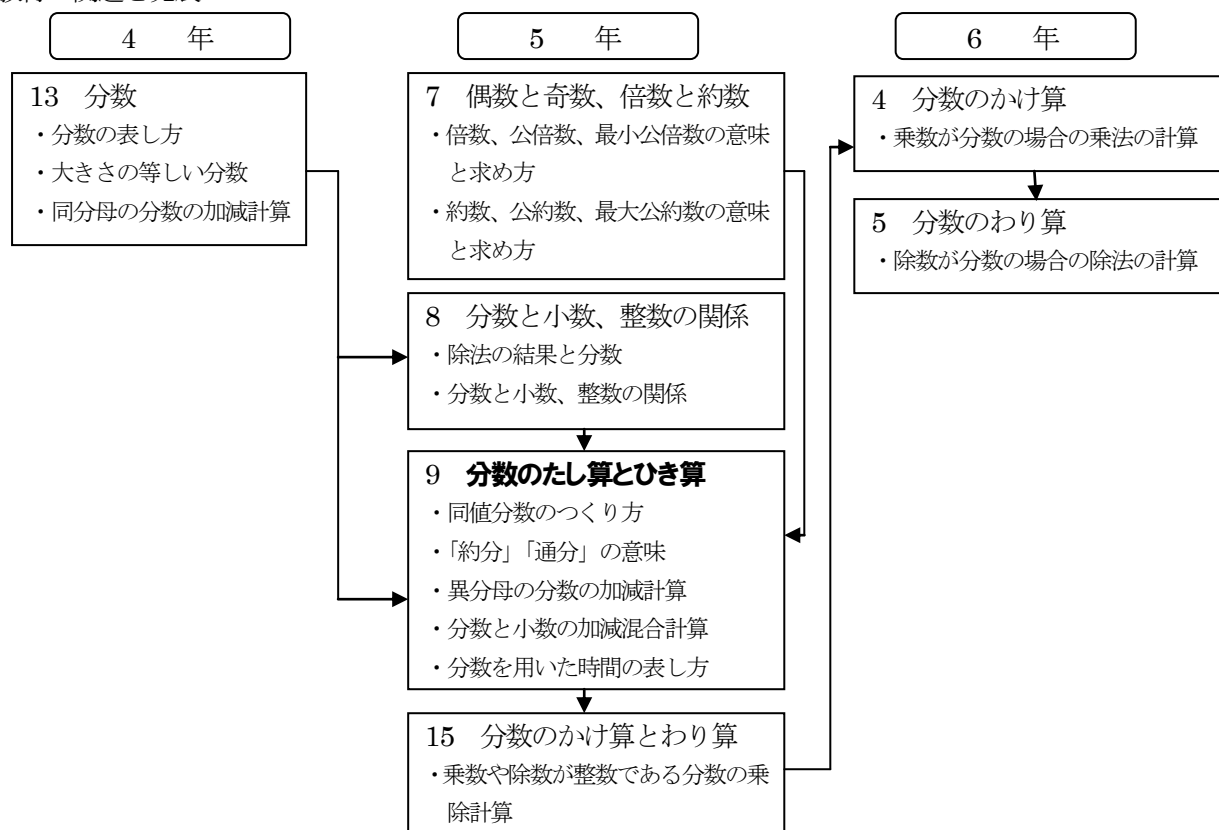 4 年
13 分数
・分数の表し方
・大きさの等しい分数
・同分母の分数の加減計算
5 年
7 偶数と奇数、倍数と約数
・倍数、公倍数、最小公倍数の意味
と求め方
・約数、公約数、最大公約数の意味
と求め方
8 分数と小数、整数の関係
・除法の結果と分数
・分数と小数、整数の関係
9 分数のたし算とひき算
・同値分数のつくり方
・「約分」「通分」の意味
・異分母の分数の加減計算
・分数と小数の加減混合計算
・分数を用いた時間の表し方
15 分数のかけ算とわり算
・乗数や除数が整数である分数の乗
除計算
6 年
4 分数のかけ算
・乗数が分数の場合の乗法の計算
5 分数のわり算
・除数が分数の場合の除法の計算